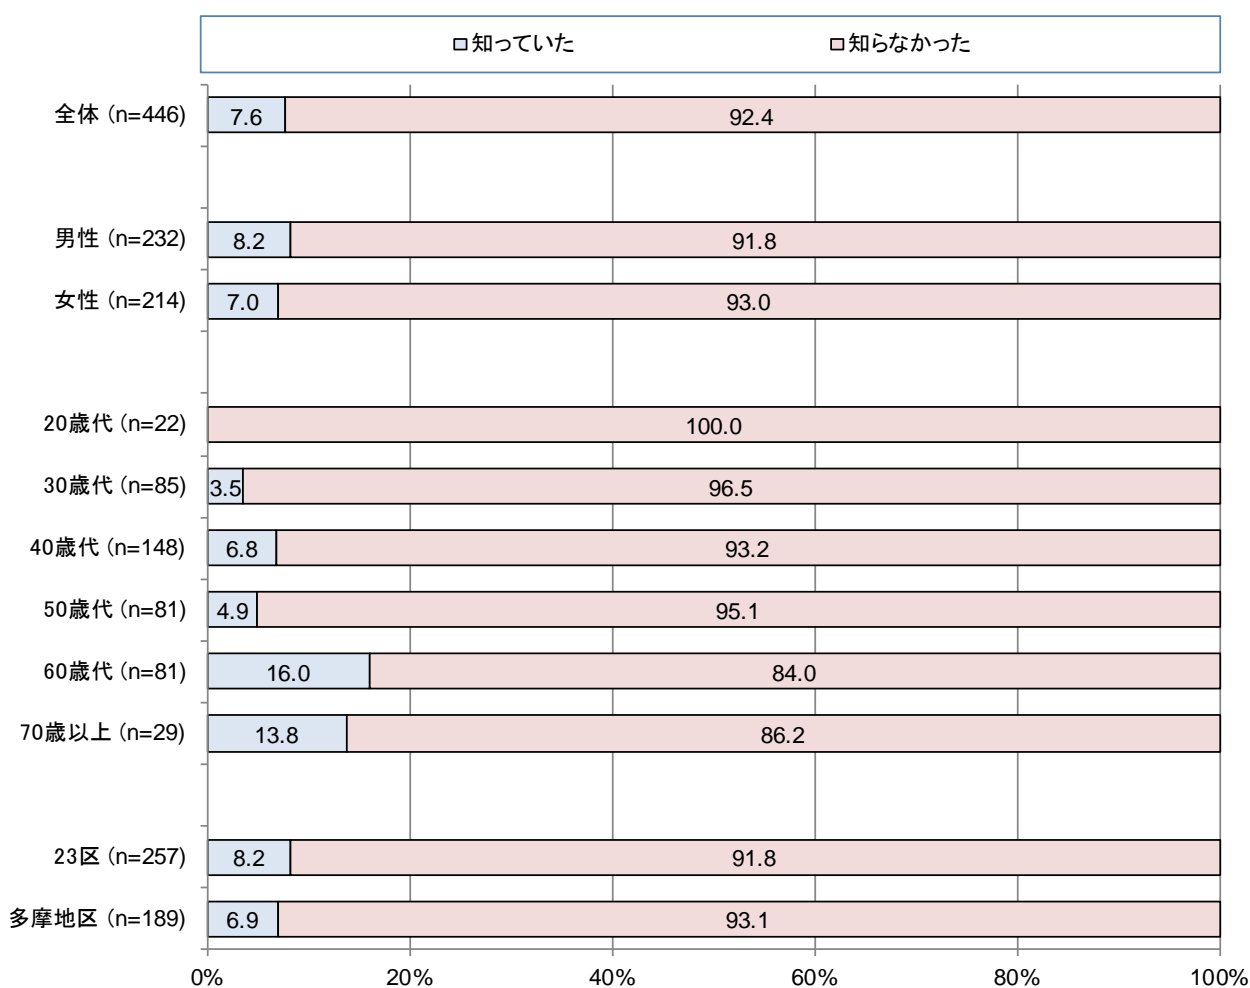 知っていた 知らなかった
全体 (n=446) 7.6 92.4
男性 (n=232) 8.2 91.8
女性 (n=214) 7.0 93.0
20歳代 (n=22) 100.0
30歳代 (n=85) 3.5 96.5
40歳代 (n=148) 6.8 93.2
50歳代 (n=81) 4.9 95.1
60歳代 (n=81) 16.0 84.0
70歳以上 (n=29) 13.8 86.2
23区 (n=257) 8.2 91.8
多摩地区 (n=189) 6.9 93.1
0% 20% 40% 60% 80% 100%